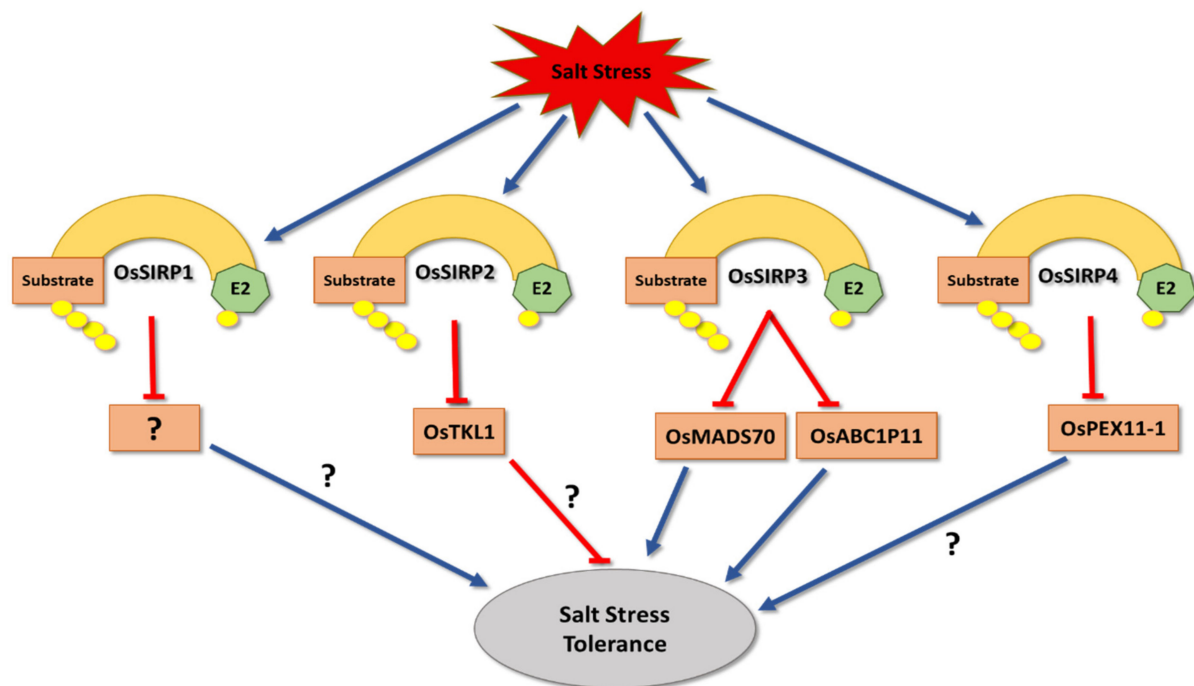 Salt Stress
Substrate
OsSIRP1
E2
Substrate
OsSIRP2
E2
Substrate
OsSIRP3
E2
Substrate
OsSIRP4
E2
?
OsTKL1
OsMADS70
OsABC1P11
OsPEX11-1
?
?
?
Salt Stress
Tolerance